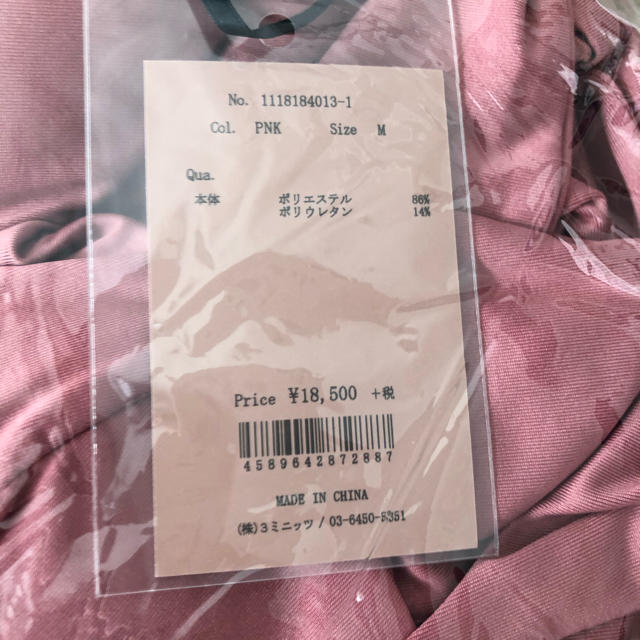 No. 1118184013-1
Col. PNK Size M
Qua.
本体 ポリエステル 86%
ポリウレタン 14%
Price ¥18,500 +税
4589642872887
MADE IN CHINA
(株)3ミニッツ / 03-6450-5351